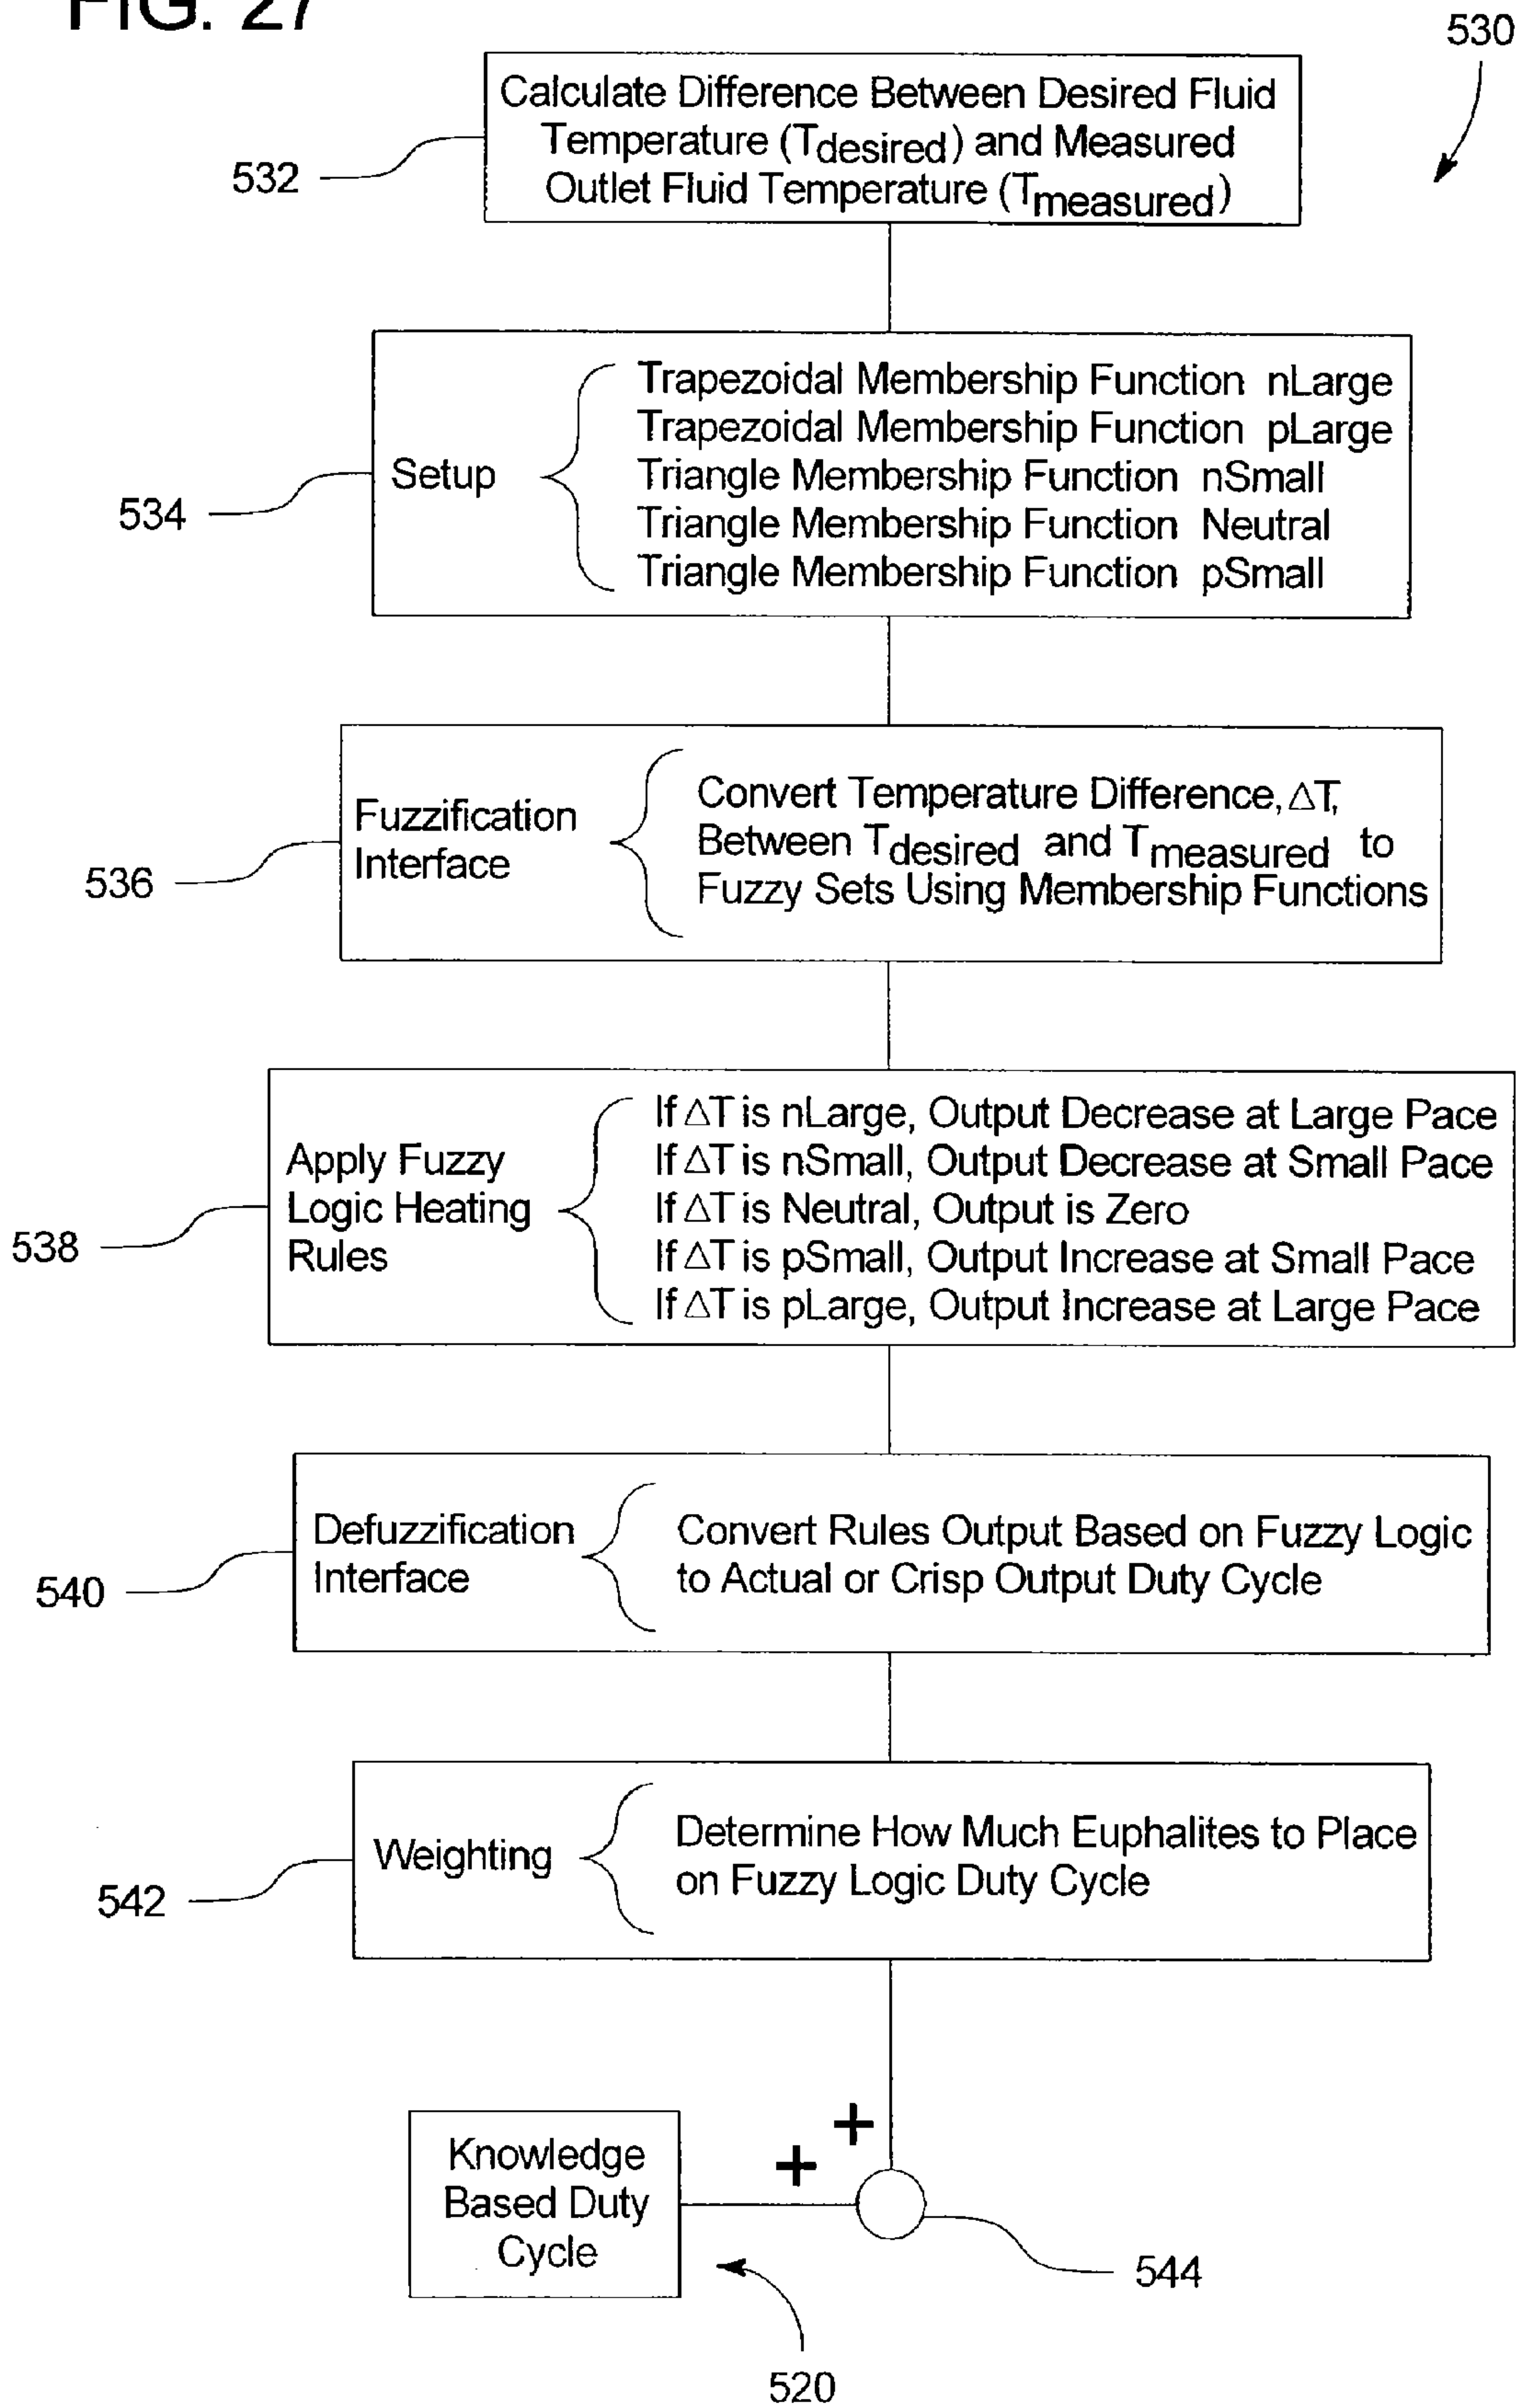 FIG. 27
530
Calculate Difference Between Desired Fluid
Temperature (Tdesired) and Measured
Outlet Fluid Temperature (Tmeasured)
532
Setup
Trapezoidal Membership Function nLarge
Trapezoidal Membership Function pLarge
Triangle Membership Function nSmall
Triangle Membership Function Neutral
Triangle Membership Function pSmall
534
Fuzzification
Interface
Convert Temperature Difference, △T,
Between Tdesired and Tmeasured to
Fuzzy Sets Using Membership Functions
536
Apply Fuzzy
Logic Heating
Rules
If △T is nLarge, Output Decrease at Large Pace
If △T is nSmall, Output Decrease at Small Pace
If △T is Neutral, Output is Zero
If △T is pSmall, Output Increase at Small Pace
If △T is pLarge, Output Increase at Large Pace
538
Defuzzification
Interface
Convert Rules Output Based on Fuzzy Logic
to Actual or Crisp Output Duty Cycle
540
Weighting
Determine How Much Euphalites to Place
on Fuzzy Logic Duty Cycle
542
+
+
Knowledge
Based Duty
Cycle
544
520